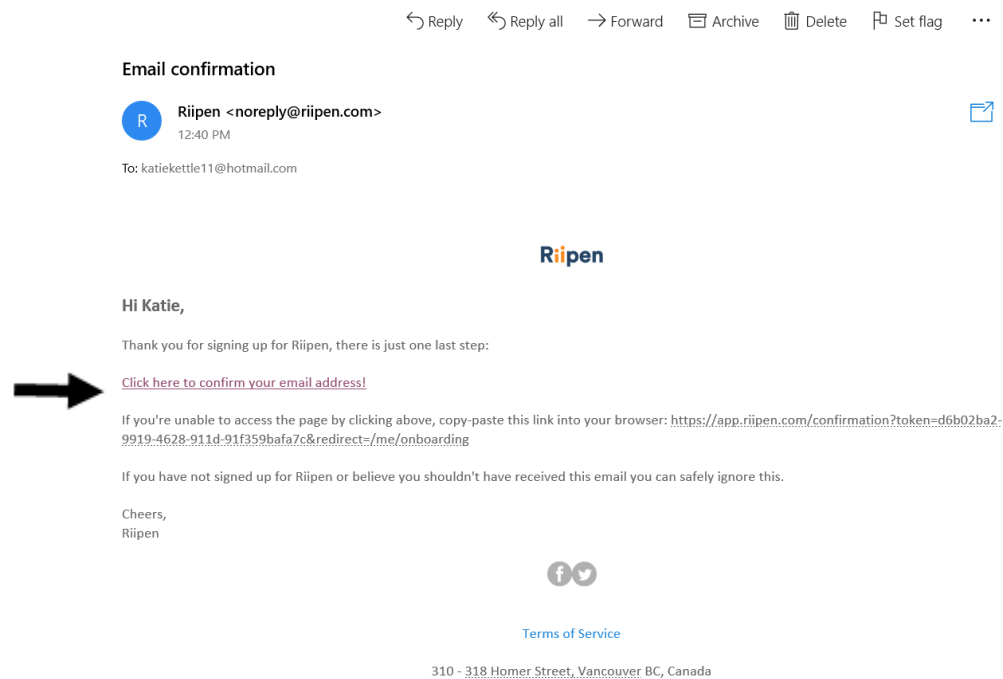 Reply Reply all Forward Archive Delete Set flag ...
Email confirmation
R
Riipen <noreply@riipen.com>
12:40 PM
To: katiekettle11@hotmail.com
Riipen
Hi Katie,
Thank you for signing up for Riipen, there is just one last step:
Click here to confirm your email address!
If you're unable to access the page by clicking above, copy-paste this link into your browser: https://app.riipen.com/confirmation?token=d6b02ba2-
9919-4628-911d-91f359bafa7c&redirect=/me/onboarding
If you have not signed up for Riipen or believe you shouldn't have received this email you can safely ignore this.
Cheers,
Riipen
Terms of Service
310 - 318 Homer Street, Vancouver BC, Canada